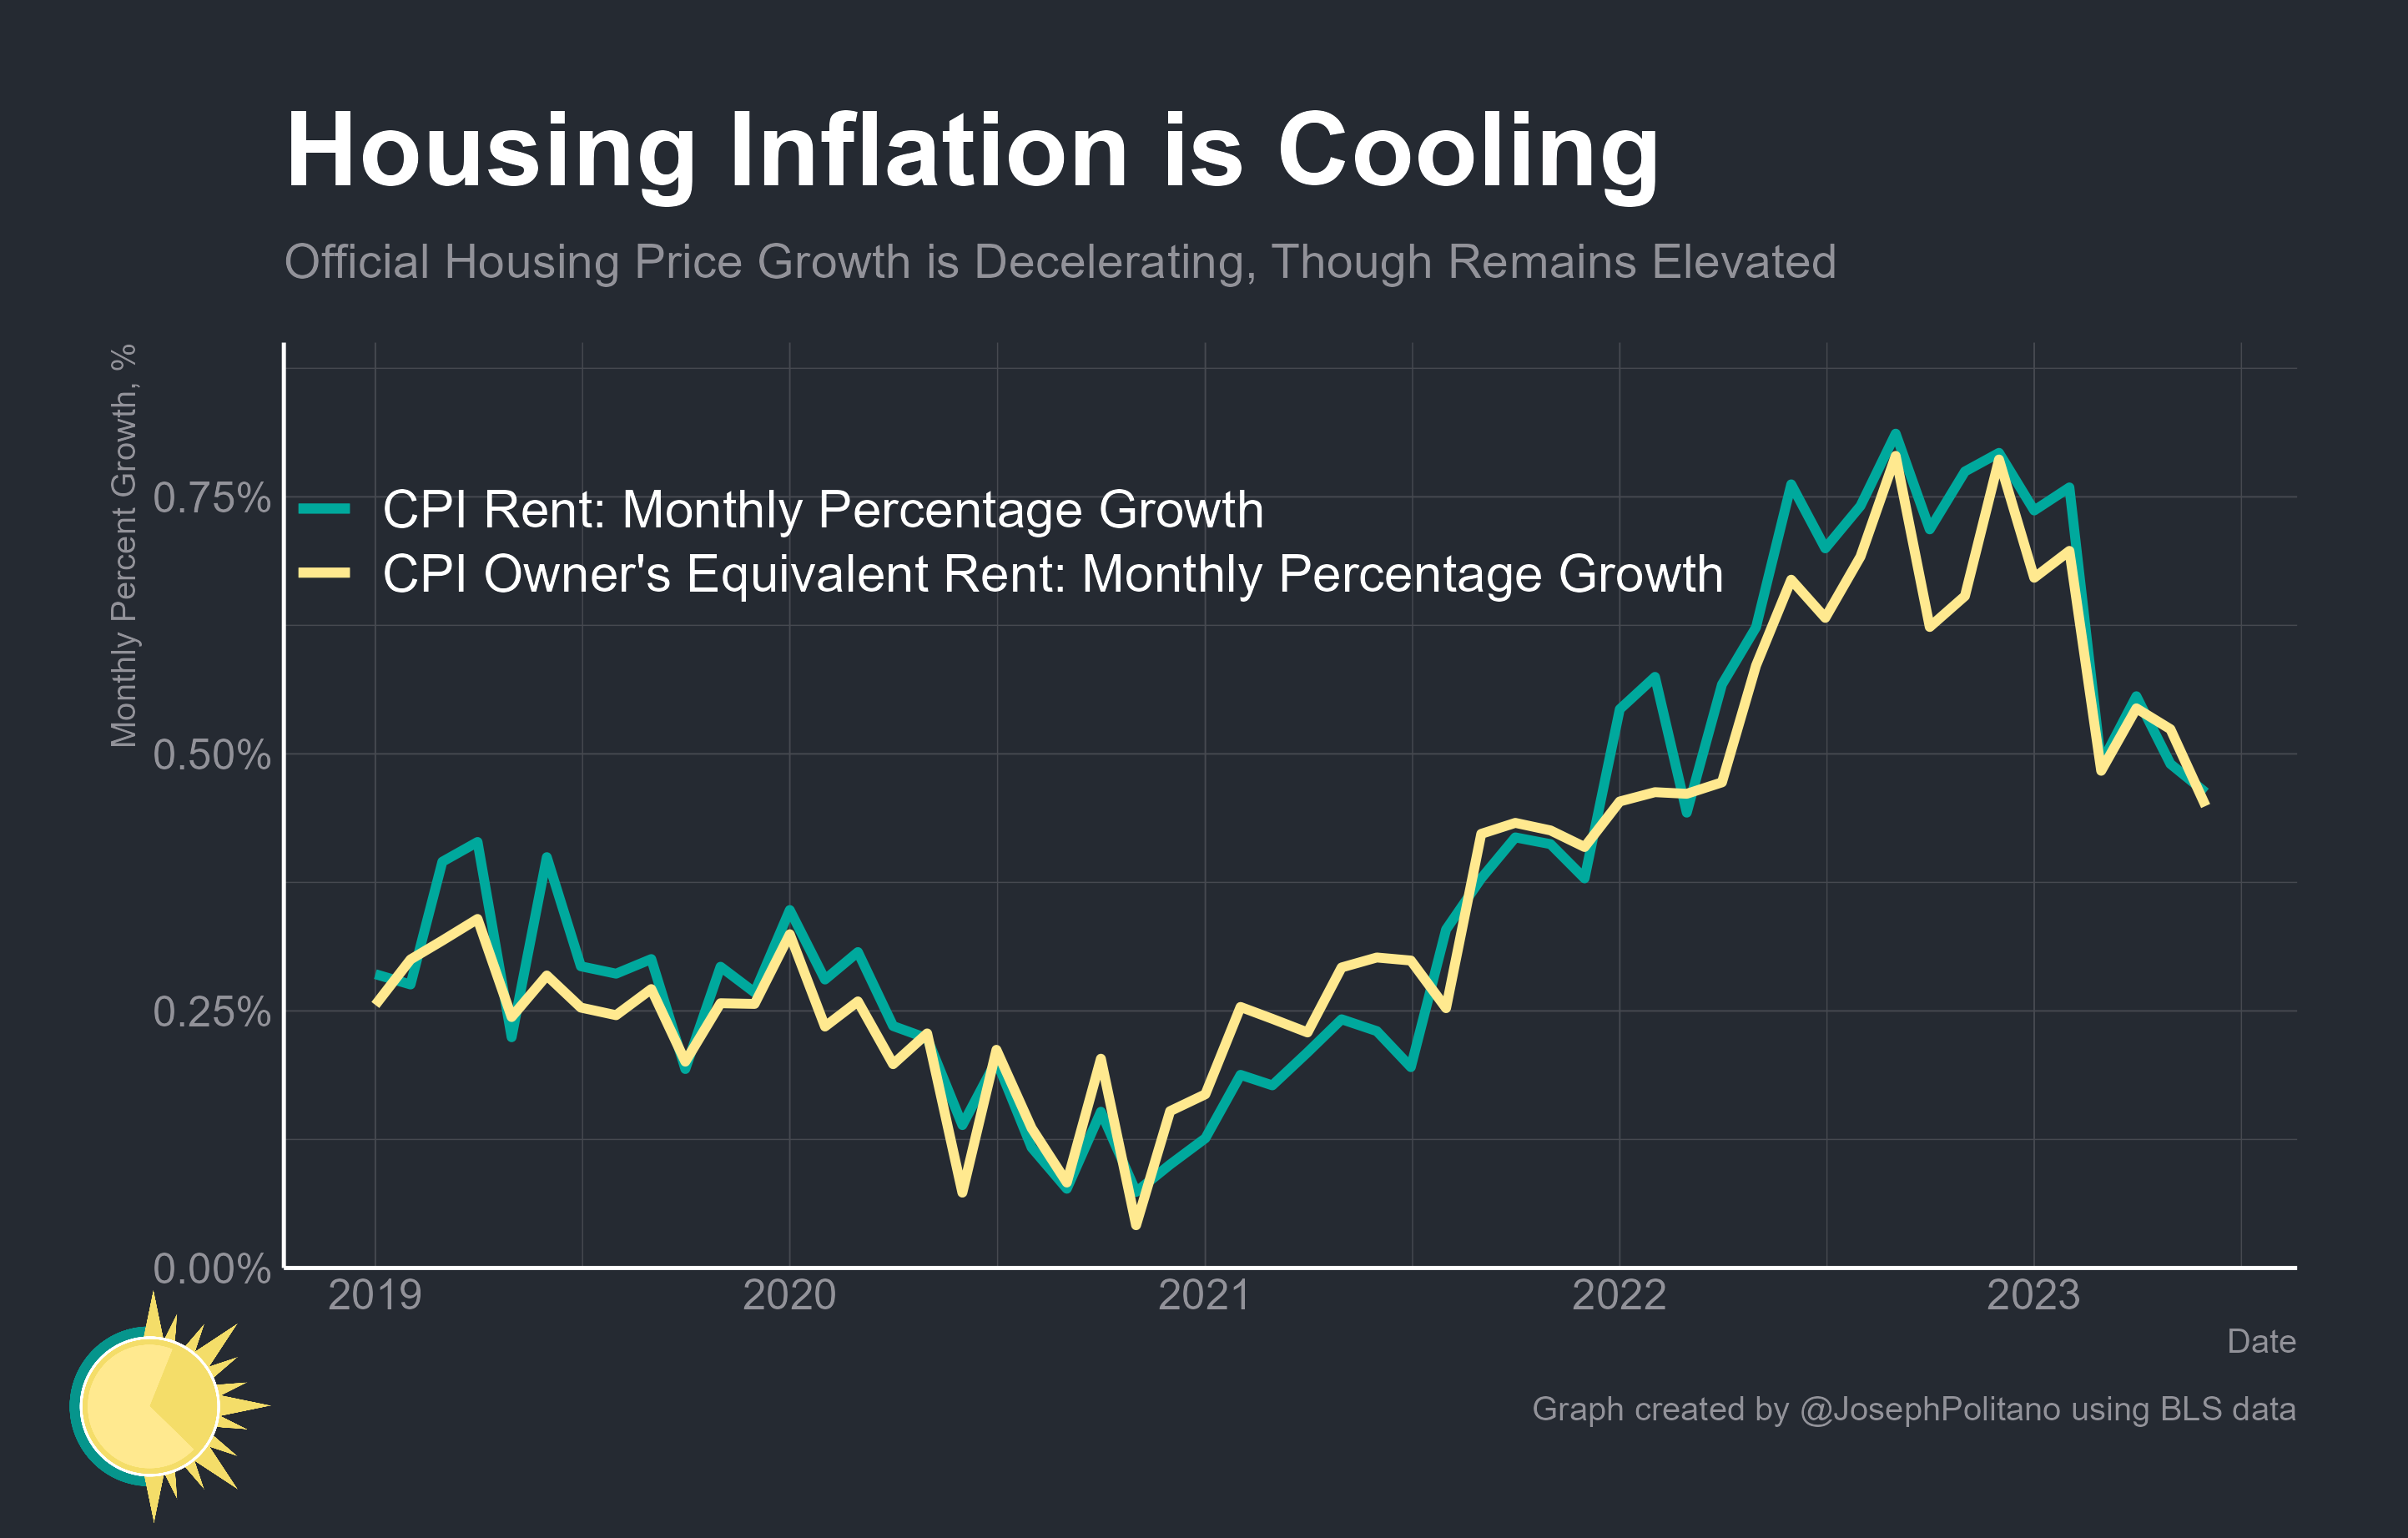 Housing Inflation is Cooling
Official Housing Price Growth is Decelerating, Though Remains Elevated
Monthly Percent Growth, %
0.75%
0.50%
0.25%
0.00%
CPI Rent: Monthly Percentage Growth
CPI Owner's Equivalent Rent: Monthly Percentage Growth
2019
2020
2021
2022
2023
Date
Graph created by @JosephPolitano using BLS data